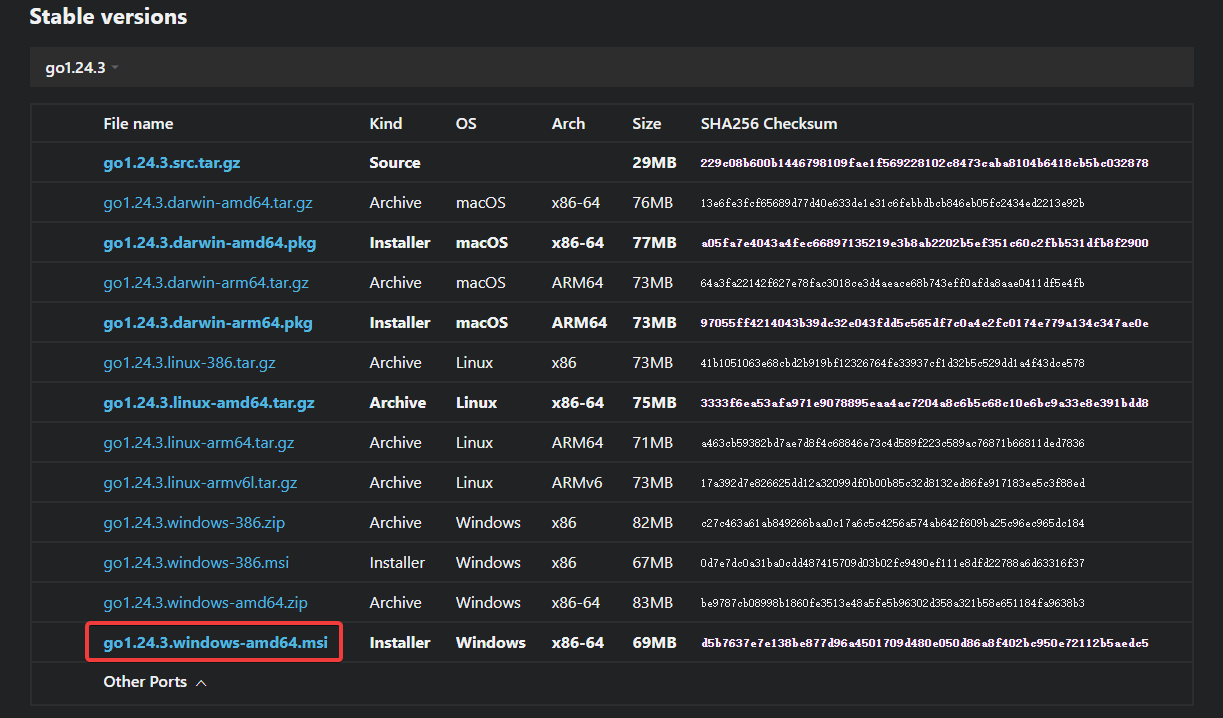 Stable versions
go1.24.3
File name Kind OS Arch Size SHA256 Checksum
go1.24.3.src.tar.gz Source 29MB 229c08b600b1446798109fae1f569228102c8473caba8104b6418cb5bc032878
go1.24.3.darwin-amd64.tar.gz Archive macOS x86-64 76MB 13e6fe3fcf65689d77d40e633de1e31c6febbdbcb846eb05fc2434ed2213e92b
go1.24.3.darwin-amd64.pkg Installer macOS x86-64 77MB a05fa7e4043a4fec66897135219e3b8ab2202b5ef351c60c2fbb531dfb8f2900
go1.24.3.darwin-arm64.tar.gz Archive macOS ARM64 73MB 64a3fa22142f627e78fac3018ce3d4aeace68b743eff0afda8aae0411df5e4fb
go1.24.3.darwin-arm64.pkg Installer macOS ARM64 73MB 97055ff4214043b39dc32e043fdd5c565df7c0a4e2fc0174e779a134c347ae0e
go1.24.3.linux-386.tar.gz Archive Linux x86 73MB 41b1051063e68cbd2b919bf12326764fe33937cf1d32b5c529dd1a4f43dce578
go1.24.3.linux-amd64.tar.gz Archive Linux x86-64 75MB 3333f6ea53afa971e9078895eaa4ac7204a8c6b5c68c10e6bc9a33e8e391bdd8
go1.24.3.linux-arm64.tar.gz Archive Linux ARM64 71MB a463cb59382bd7ae7d8f4c68846e73c4d589f223c589ac76871b66811ded7836
go1.24.3.linux-armv6l.tar.gz Archive Linux ARMv6 73MB 17a392d7e826625dd12a32099df0b00b85c32d8132ed86fe917183ee5c3f88ed
go1.24.3.windows-386.zip Archive Windows x86 82MB c27c463a61ab849266baa0c17a6c5c4256a574ab642f609ba25c96ec965dc184
go1.24.3.windows-386.msi Installer Windows x86 67MB 0d7e7dc0a31ba0cdd487415709d03b02fc9490ef111e8dfd22788a6d63316f37
go1.24.3.windows-amd64.zip Archive Windows x86-64 83MB be9787cb08998b1860fe3513e48a5fe5b96302d358a321b58e651184fa9638b3
go1.24.3.windows-amd64.msi Installer Windows x86-64 69MB d5b7637e7e138be877d96a4501709d480e050d86a8f402bc950e72112b5aedc5
Other Ports